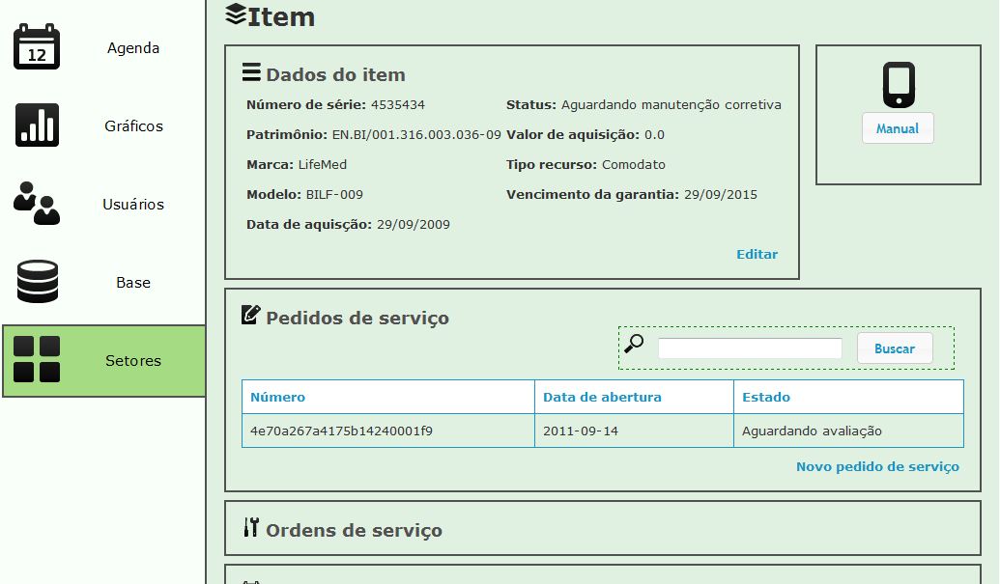 12
Agenda
Gráficos
Usuários
Base
Setores
Item
Dados do item
Número de série: 4535434
Status: Aguardando manutenção corretiva
Patrimônio: EN.BI/001.316.003.036-09
Valor de aquisição: 0.0
Marca: LifeMed
Tipo recurso: Comodato
Modelo: BILF-009
Vencimento da garantia: 29/09/2015
Data de aquisção: 29/09/2009
Editar
Manual
Pedidos de serviço
Buscar
Número Data de abertura Estado
4e70a267a4175b14240001f9 2011-09-14 Aguardando avaliação
Novo pedido de serviço
Ordens de serviço